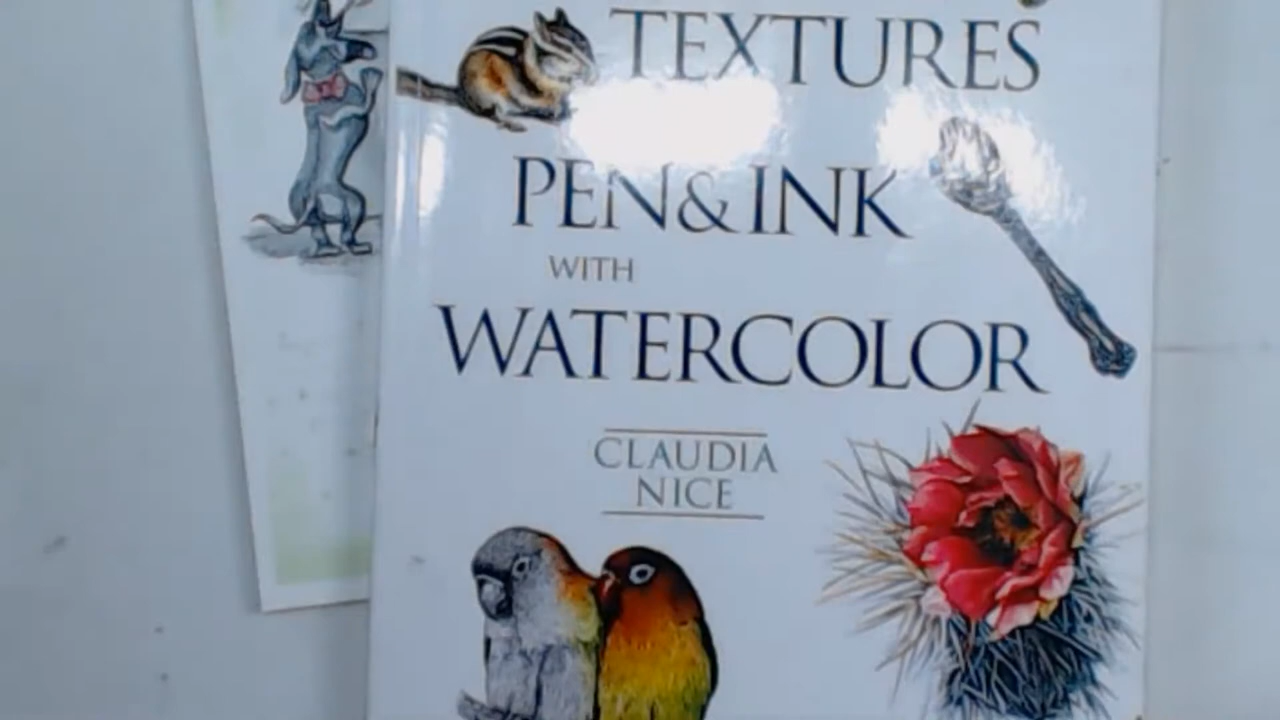 TEXTURES
PEN & INK
WITH
WATERCOLOR
CLAUDIA
NICE